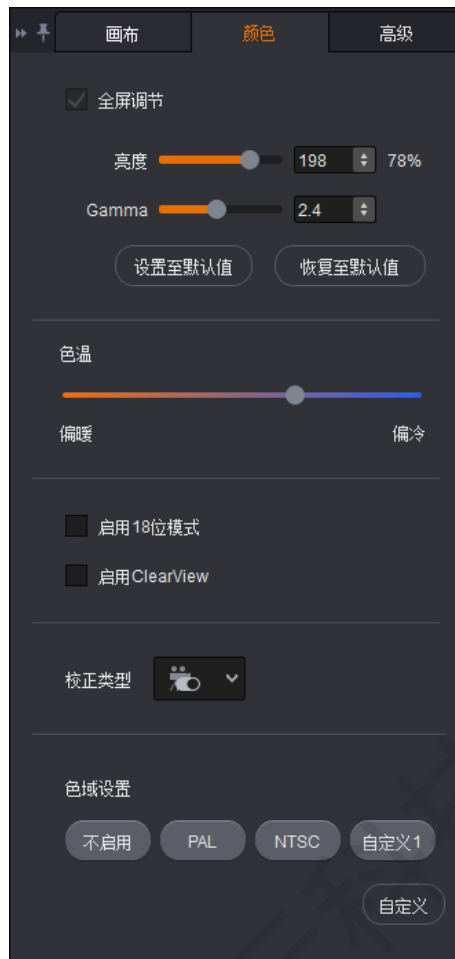 画布 颜色 高级
全屏调节
亮度 198 78%
Gamma 2.4
设置至默认值 恢复至默认值
色温
偏暖 偏冷
启用18位模式
启用ClearView
校正类型
色域设置
不启用 PAL NTSC 自定义1
自定义